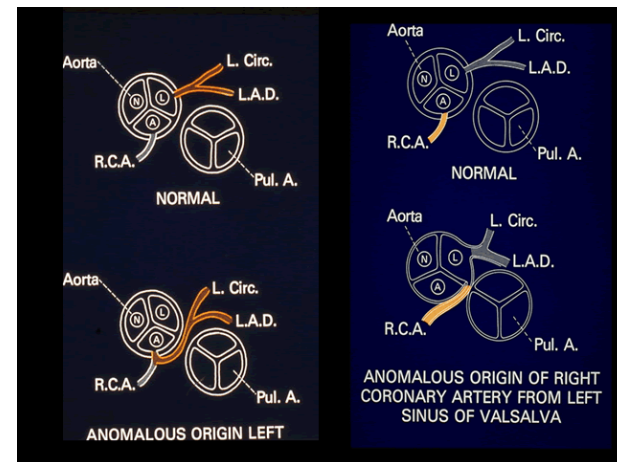 Aorta
L. Circ.
N
L
L.A.D.
A
R.C.A.
Pul. A.
NORMAL
Aorta
L. Circ.
N
L
L.A.D.
A
R.C.A.
Pul. A.
ANOMALOUS ORIGIN LEFT
Aorta
L. Circ.
N
L
L.A.D.
A
R.C.A.
Pul. A.
NORMAL
Aorta
L. Circ.
N
L
L.A.D.
A
R.C.A.
Pul. A.
ANOMALOUS ORIGIN OF RIGHT
CORONARY ARTERY FROM LEFT
SINUS OF VALSALVA